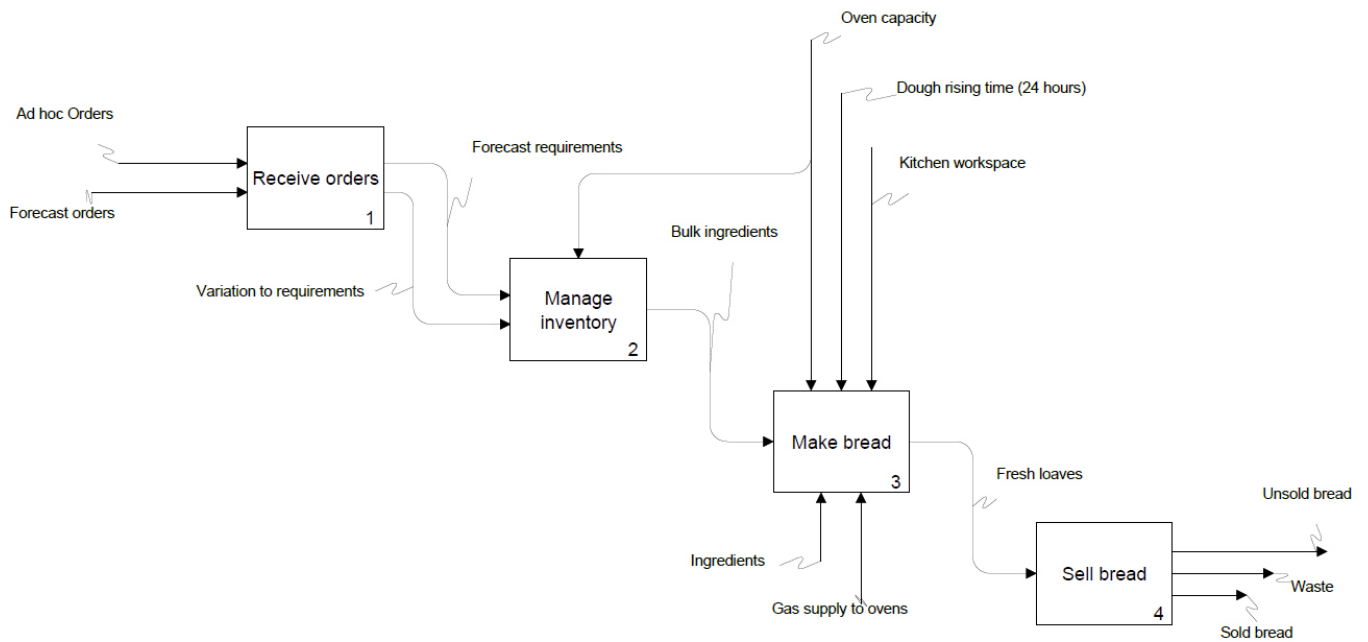 Oven capacity
Dough rising time (24 hours)
Ad hoc Orders
Forecast requirements
Kitchen workspace
Receive orders
1
Forecast orders
Bulk ingredients
Variation to requirements
Manage
inventory
2
Make bread
3
Fresh loaves
Unsold bread
Ingredients
Sell bread
4
Waste
Gas supply to ovens
Sold bread